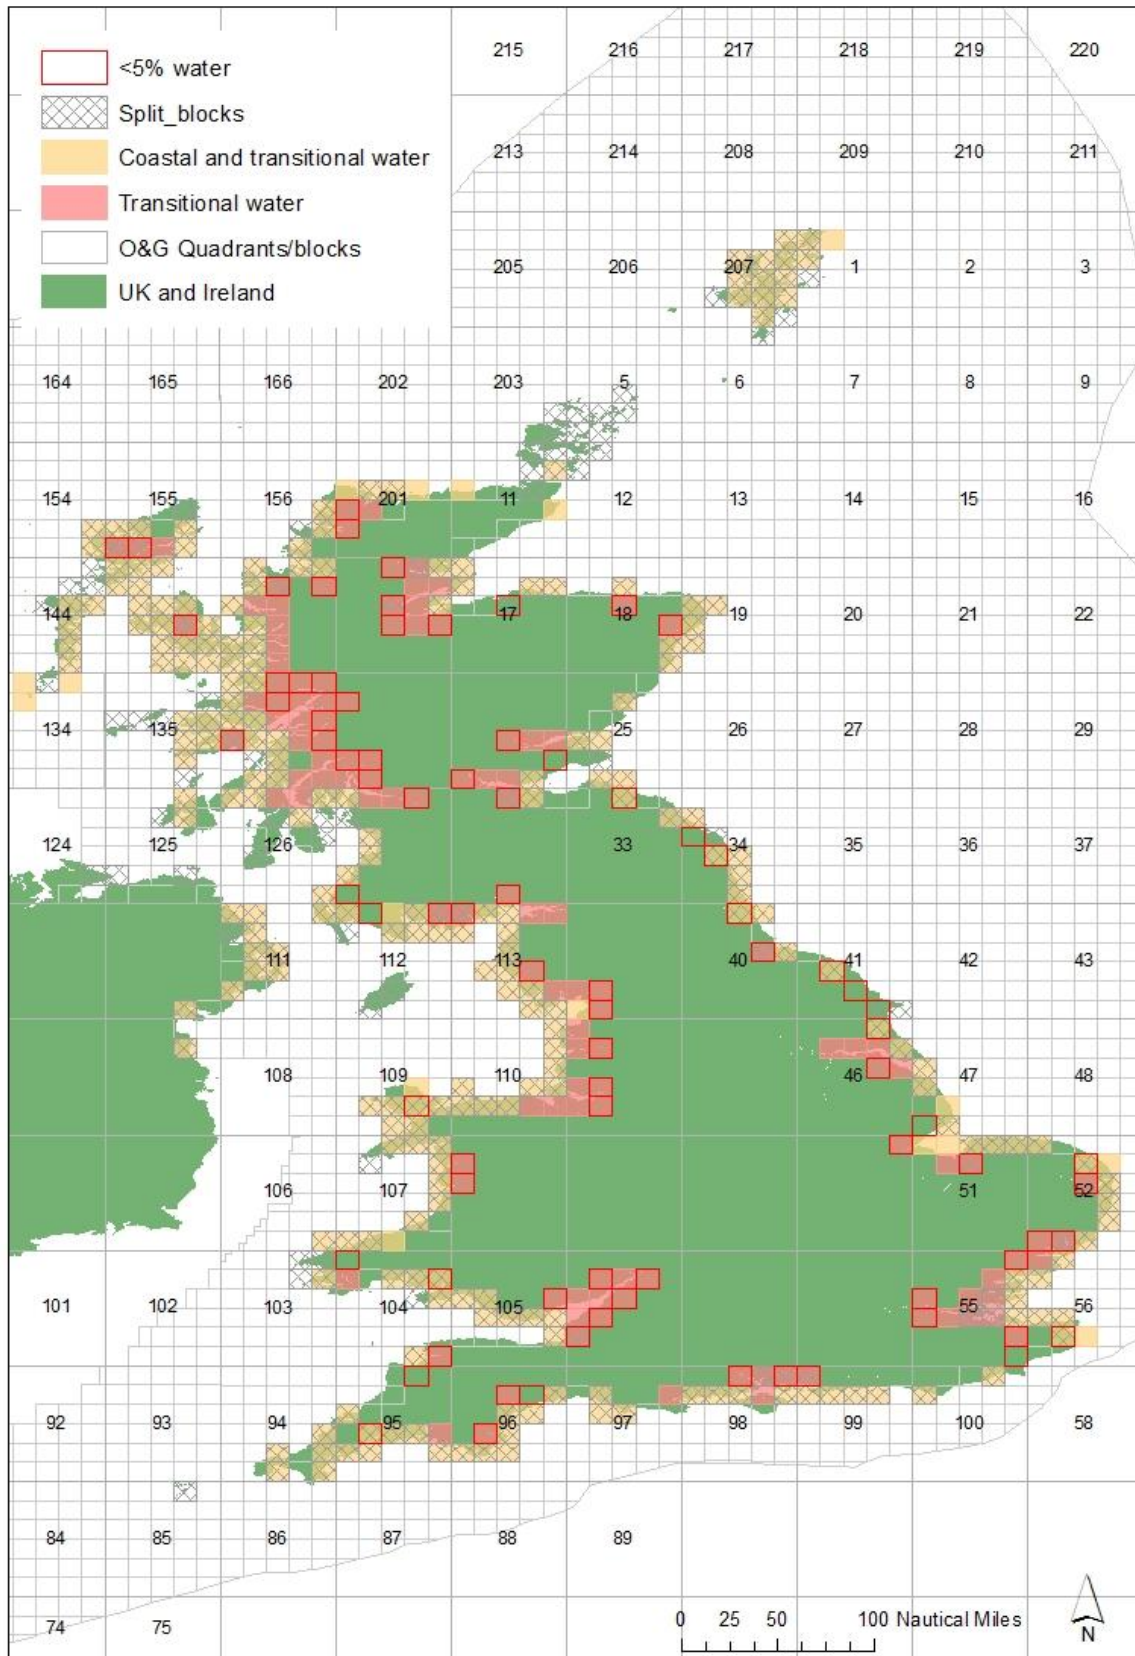 215 216 217 218 219 220
<5% water
Split_blocks
213 214 208 209 210 211
Coastal and transitional water
Transitional water
O&G Quadrants/blocks
205 206 207 1 2 3
UK and Ireland
164 165 166 202 203 5 6 7 8 9
154 155 156 201 11 12 13 14 15 16
144 17 18 19 20 21 22
134 135 25 26 27 28 29
124 125 126 33 34 35 36 37
111 112 113 40 41 42 43
108 109 110 46 47 48
106 107 51 52
101 102 103 104 105 55 56
92 93 94 95 96 97 98 99 100 58
84 85 86 87 88 89
74 75
0 25 50 100 Nautical Miles
N